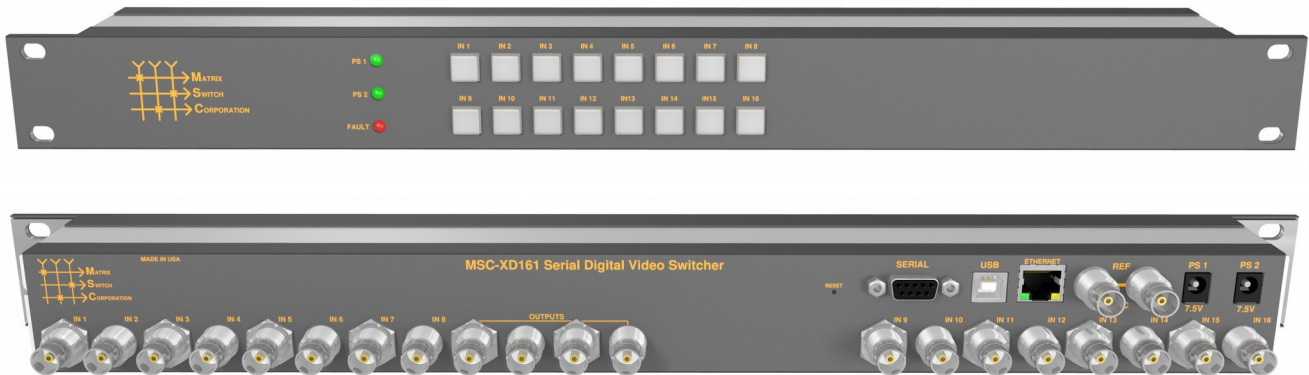 PS 1
PS 2
FAULT
MATRIX
SWITCH
CORPORATION
IN 1 IN 2 IN 3 IN 4 IN 5 IN 6 IN 7 IN 8
IN 9 IN 10 IN 11 IN 12 IN13 IN 14 IN15 IN 16
MATRIX
SWITCH
CORPORATION
MADE IN USA
MSC-XD161 Serial Digital Video Switcher
RESET
SERIAL USB ETHERNET REF PS 1 PS 2
7.5V 7.5V
IN 1 IN 2 IN 3 IN 4 IN 5 IN 6 IN 7 IN 8 OUTPUTS
IN 9 IN 10 IN 11 IN 12 IN 13 IN 14 IN 15 IN 16